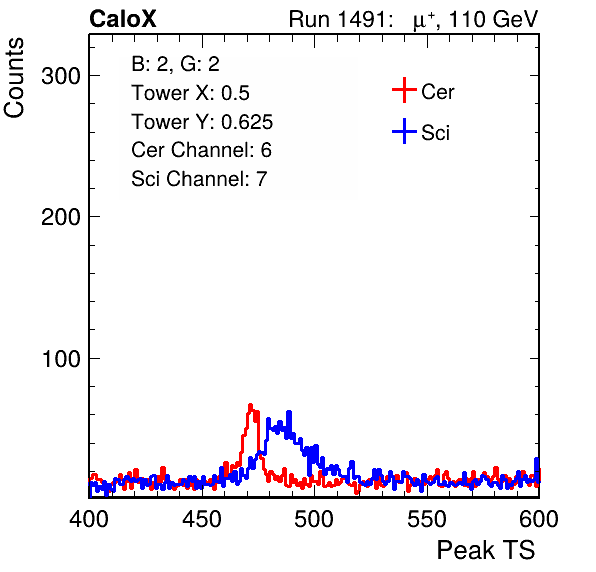 CaloX Run 1491: μ⁺, 110 GeV
B: 2, G: 2
Tower X: 0.5
Tower Y: 0.625
Cer Channel: 6
Sci Channel: 7
Cer
Sci
Counts
300
200
100
400 450 500 550 600
Peak TS